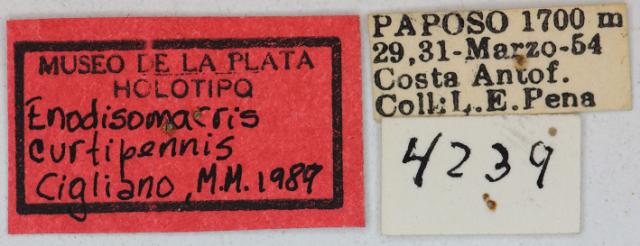 MUSEO DE LA PLATA
HOLOTIPO
Enodisomacris
curtipennis
Cigliano, M.M. 1989
PAPOSO 1700 m
29,31-Marzo-54
Costa Antof.
Coll: L.E. Pena
4239